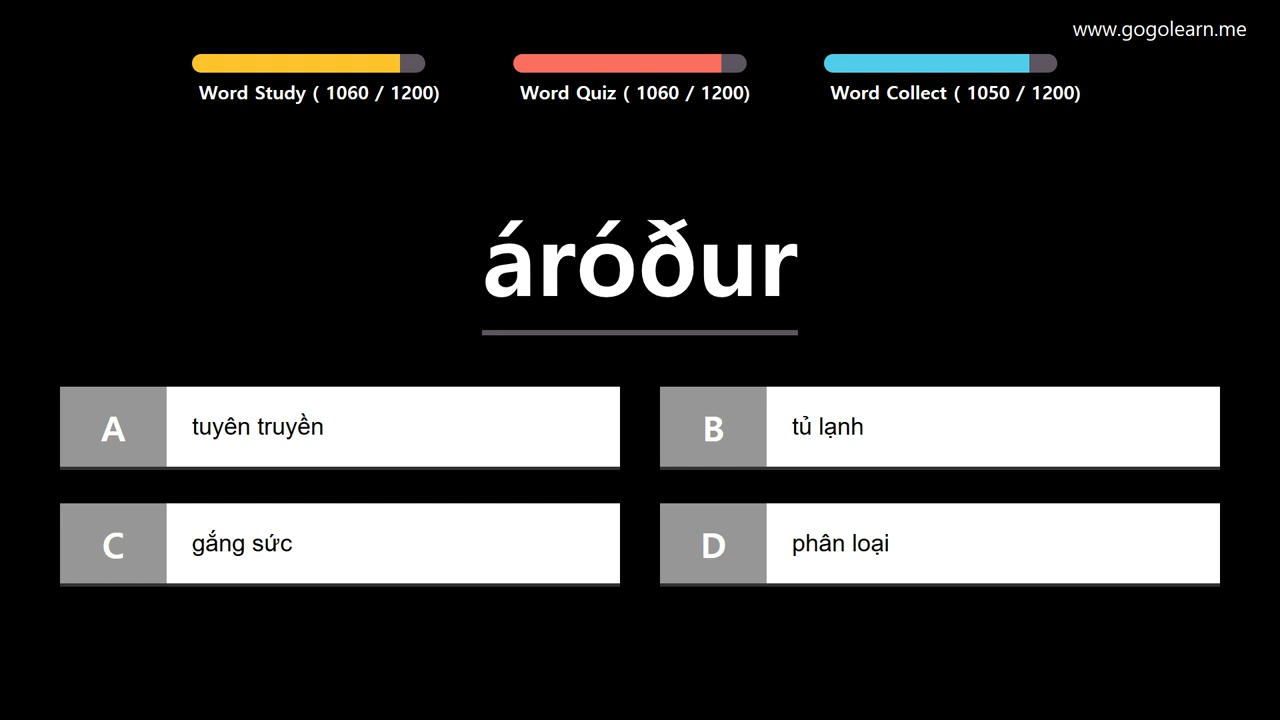 www.gogolearn.me
Word Study ( 1060 / 1200)
Word Quiz ( 1060 / 1200)
Word Collect ( 1050 / 1200)
áróður
A
tuyên truyền
B
tủ lạnh
C
gắng sức
D
phân loại